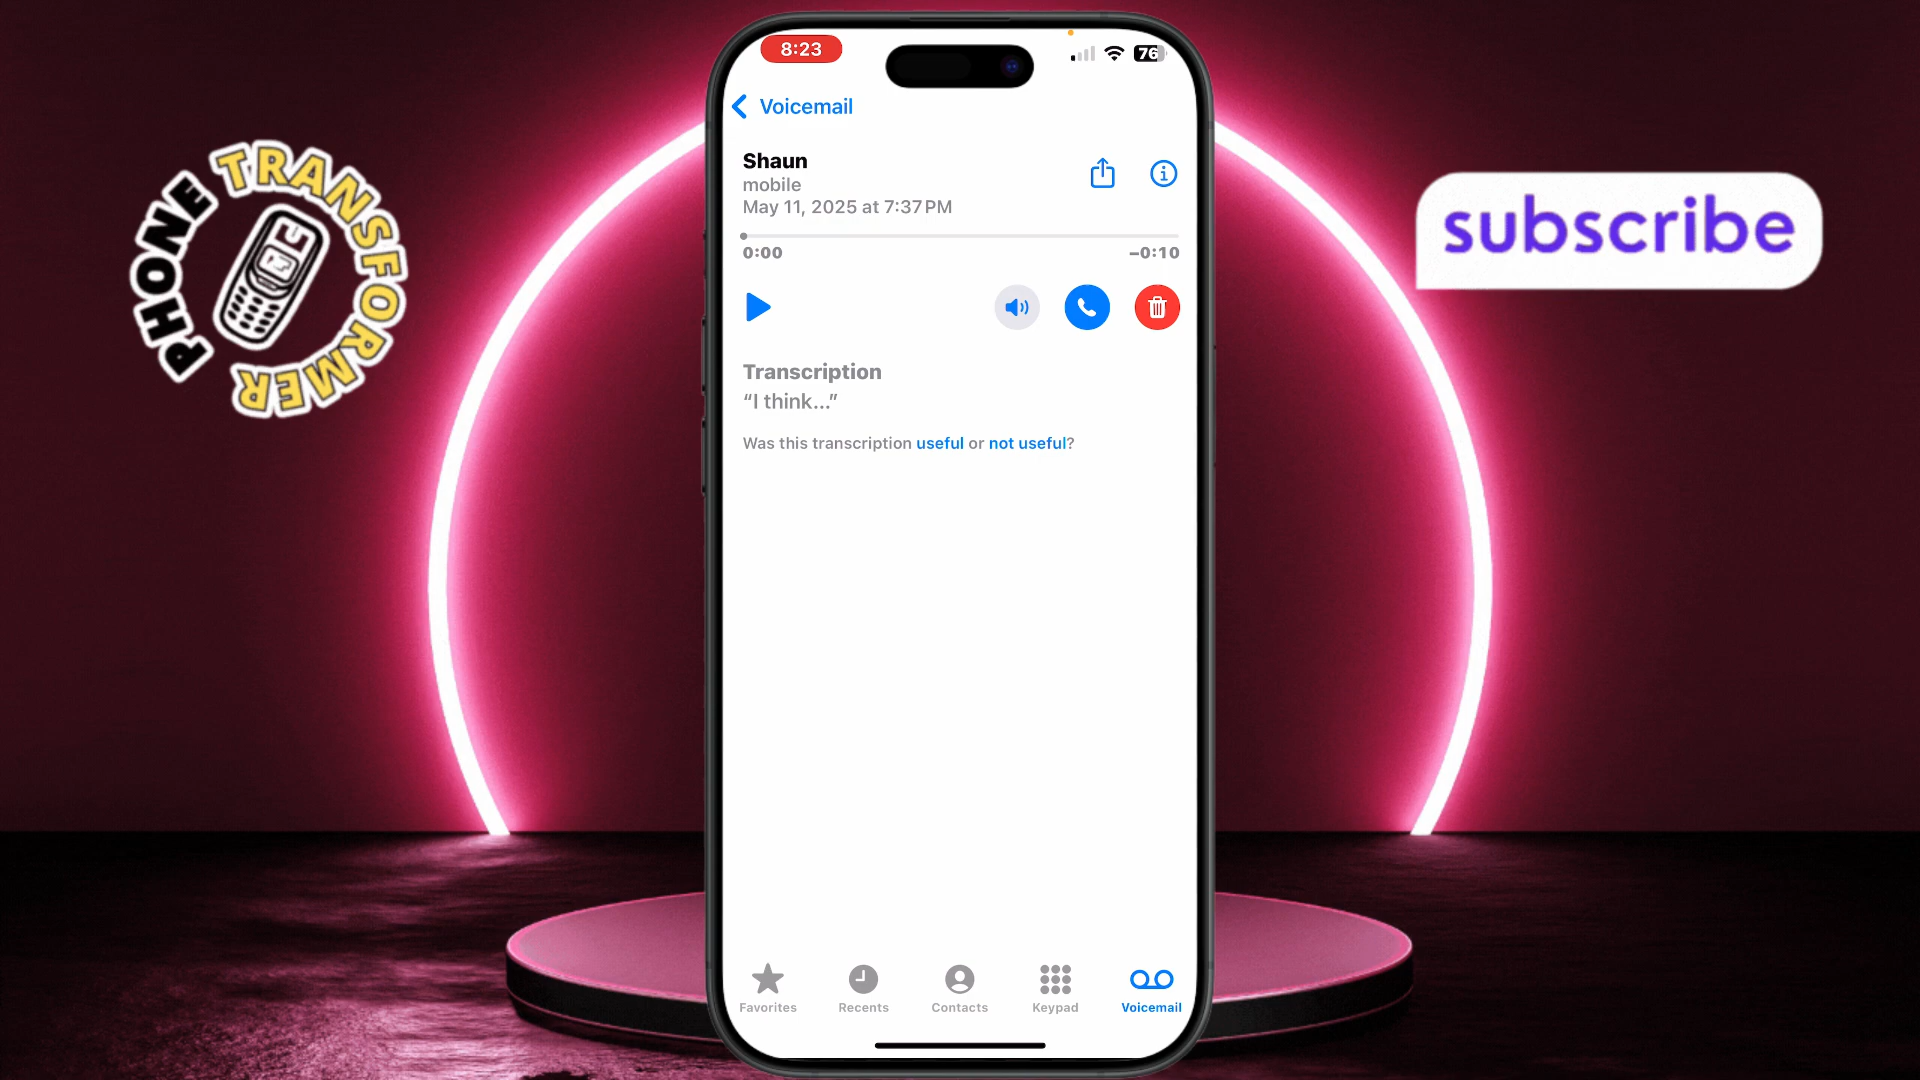 PHONE TRANSFORMER
subscribe
8:23
76
Voicemail
Shaun
mobile
May 11, 2025 at 7:37 PM
0:00
–0:10
Transcription
“I think...”
Was this transcription useful or not useful?
Favorites
Recents
Contacts
Keypad
Voicemail